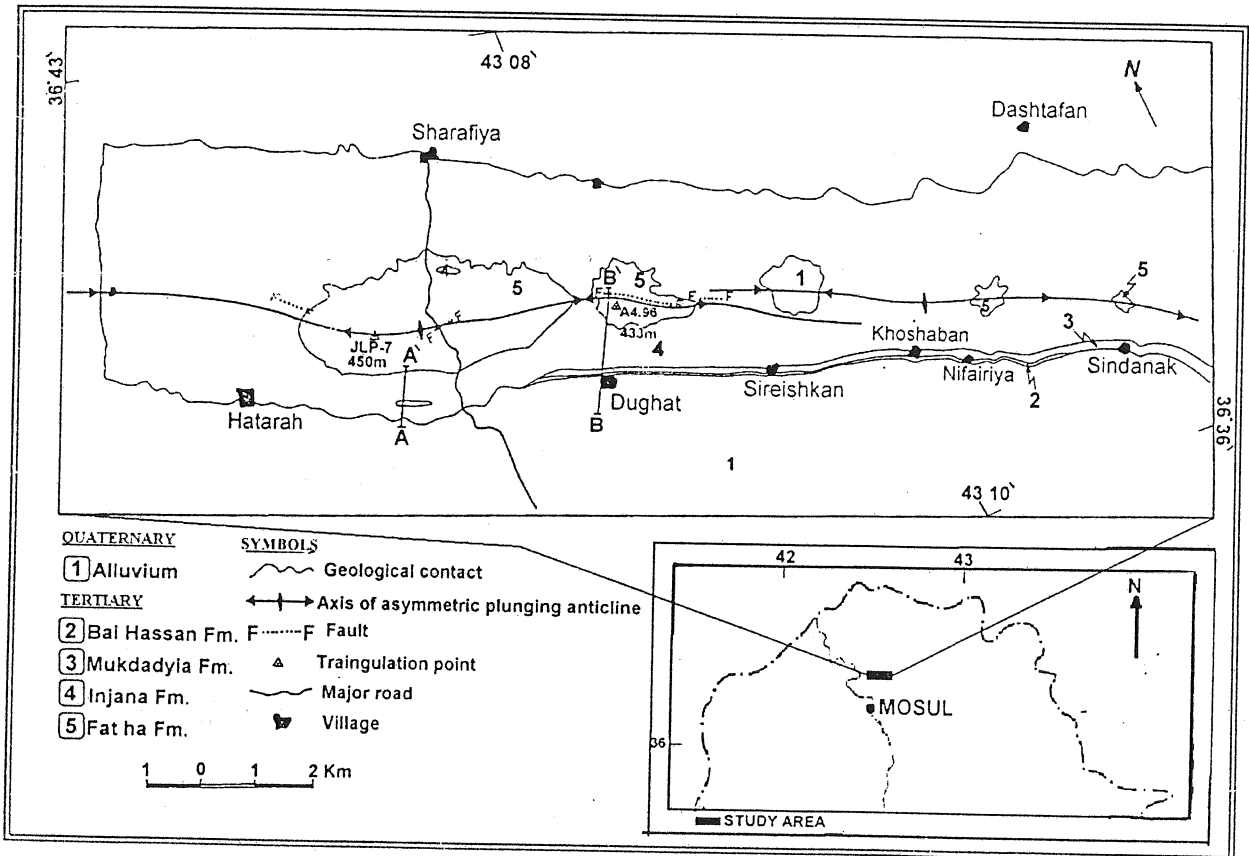 43 08`
36°43`
N
Dashtafan
Sharafiya
5
B`
5
1
5
5
4
F
F
F
F
F
A4.96
433m
JLP-7
450m
A`
4
3
Khoshaban
Nifairiya
Sindanak
Sireishkan
2
Hatarah
Dughat
A
B
36°36`
1
43 10`
QUATERNARY
1 Alluvium
TERTIARY
2 Bai Hassan Fm.
3 Mukdadyia Fm.
4 Injana Fm.
5 Fat ha Fm.
SYMBOLS
Geological contact
Axis of asymmetric plunging anticline
F F Fault
Traingulation point
Major road
Village
1 0 1 2 Km
42
43
N
MOSUL
36
STUDY AREA